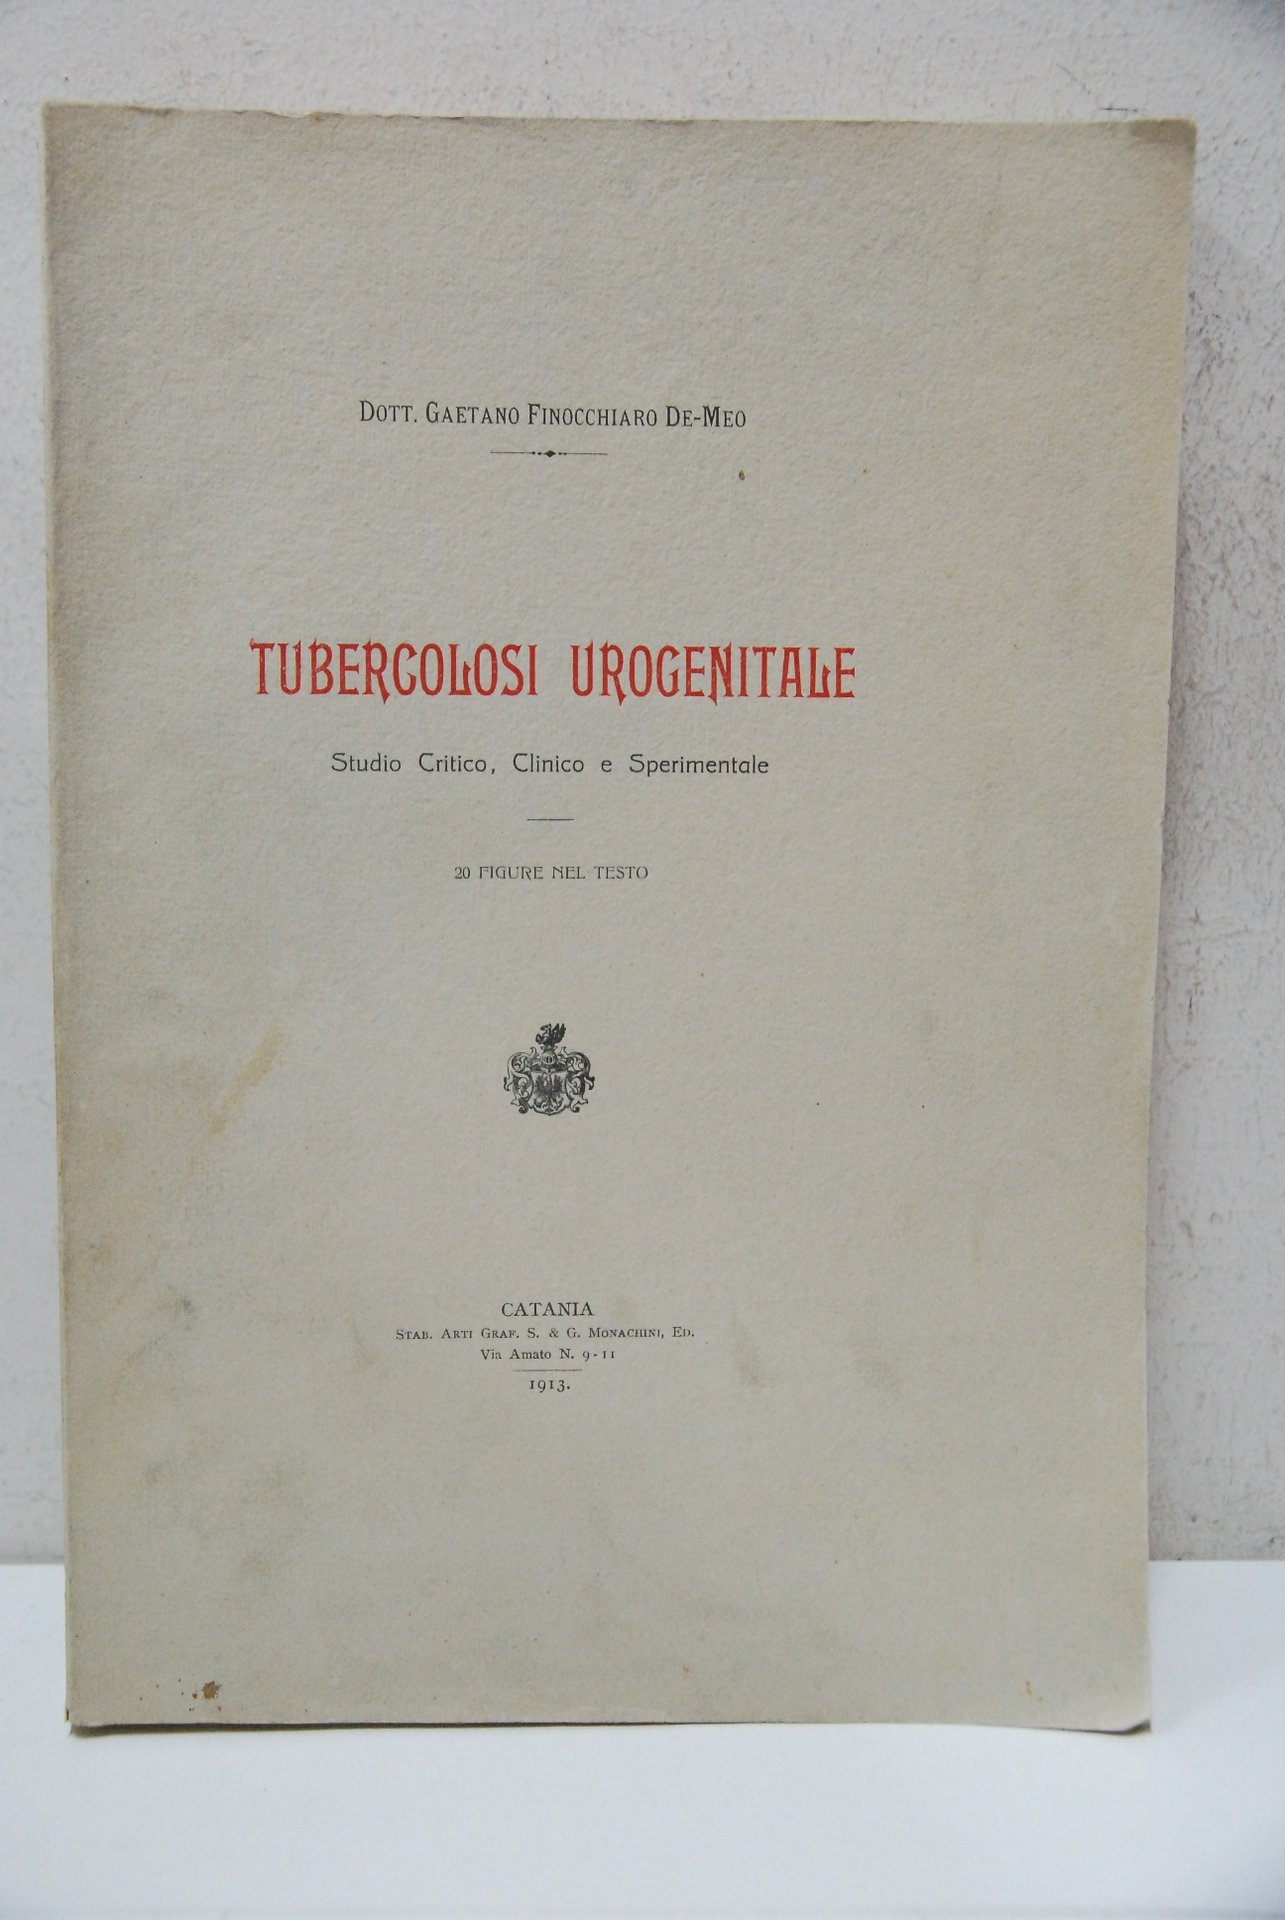 DOTT. GAETANO FINOCCHIARO DE-MEO
TUBERCOLOSI UROGENITALE
Studio Critico, Clinico e Sperimentale
20 FIGURE NEL TESTO
CATANIA
STAB. ARTI GRAF. S. & G. MONACHINI, ED.
Via Amato N. 9-11
1913.